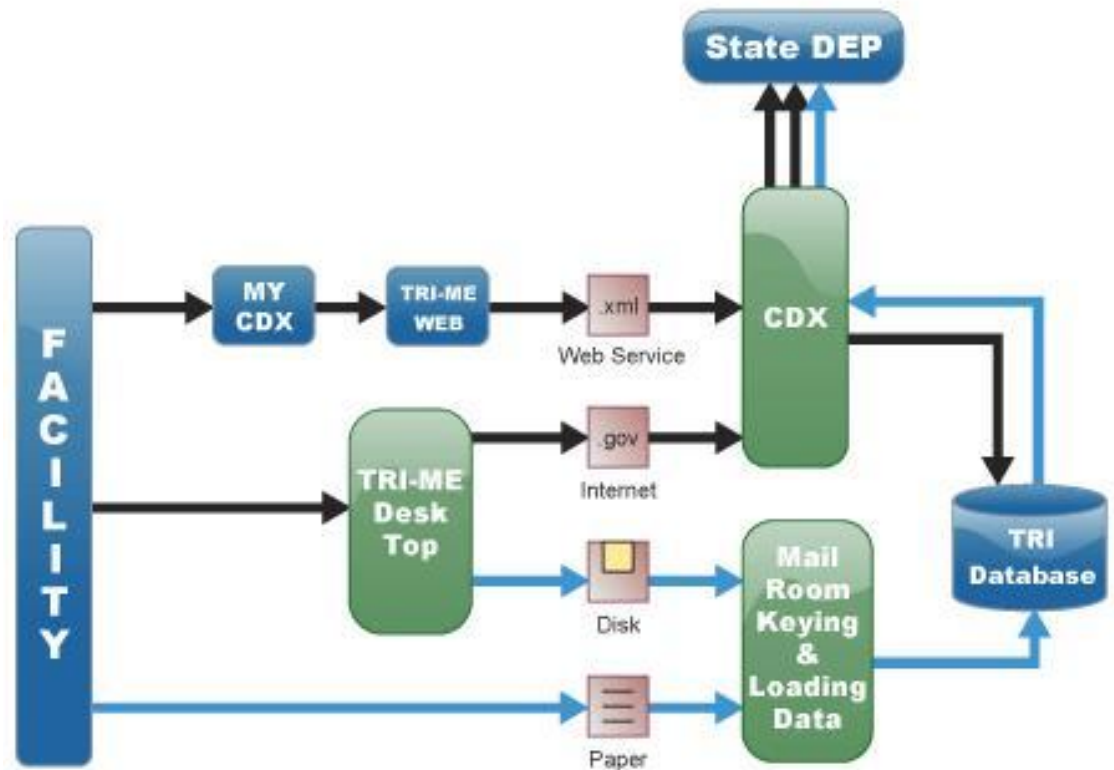 State DEP
FACILITY
MY
CDX
TRI-ME
WEB
.xml
Web Service
CDX
TRI-ME
Desk
Top
.gov
Internet
Disk
Paper
Mail
Room
Keying
&
Loading
Data
TRI
Database